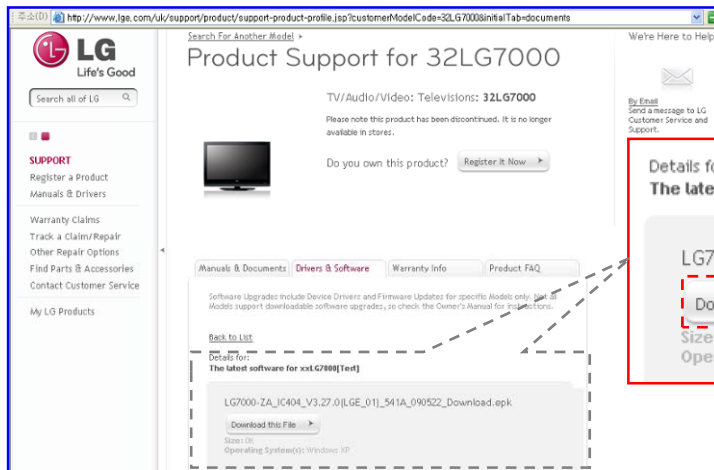 주소(D) http://www.lge.com/uk/support/product/support-product-profile.jsp?customerModelCode=32LG7000&initialTab=documents
LG
Life's Good
Search all of LG
SUPPORT
Register a Product
Manuals & Drivers
Warranty Claims
Track a Claim/Repair
Other Repair Options
Find Parts & Accessories
Contact Customer Service
My LG Products
Search For Another Model >
Product Support for 32LG7000
TV/Audio/Video: Televisions: 32LG7000
Please note this product has been discontinued. It is no longer
available in stores.
Do you own this product? Register It Now
Manuals & Documents Drivers & Software Warranty Info Product FAQ
Software Upgrades include Device Drivers and Firmware Updates for specific Models only. Not all
Models support downloadable software upgrades, so check the Owner's Manual for instructions.
Back to List
Details for:
The latest software for xxLG7000[Test]
LG7000-ZA_IC404_V3.27.0(LGE_01)_541A_090522_Download.epk
Download this File
Size: 0K
Operating System(s): Windows XP
We're Here to Help
By Email
Send a message to LG
Customer Service and
Support.
Details fo
The late
LG7
Do
Size
Ope